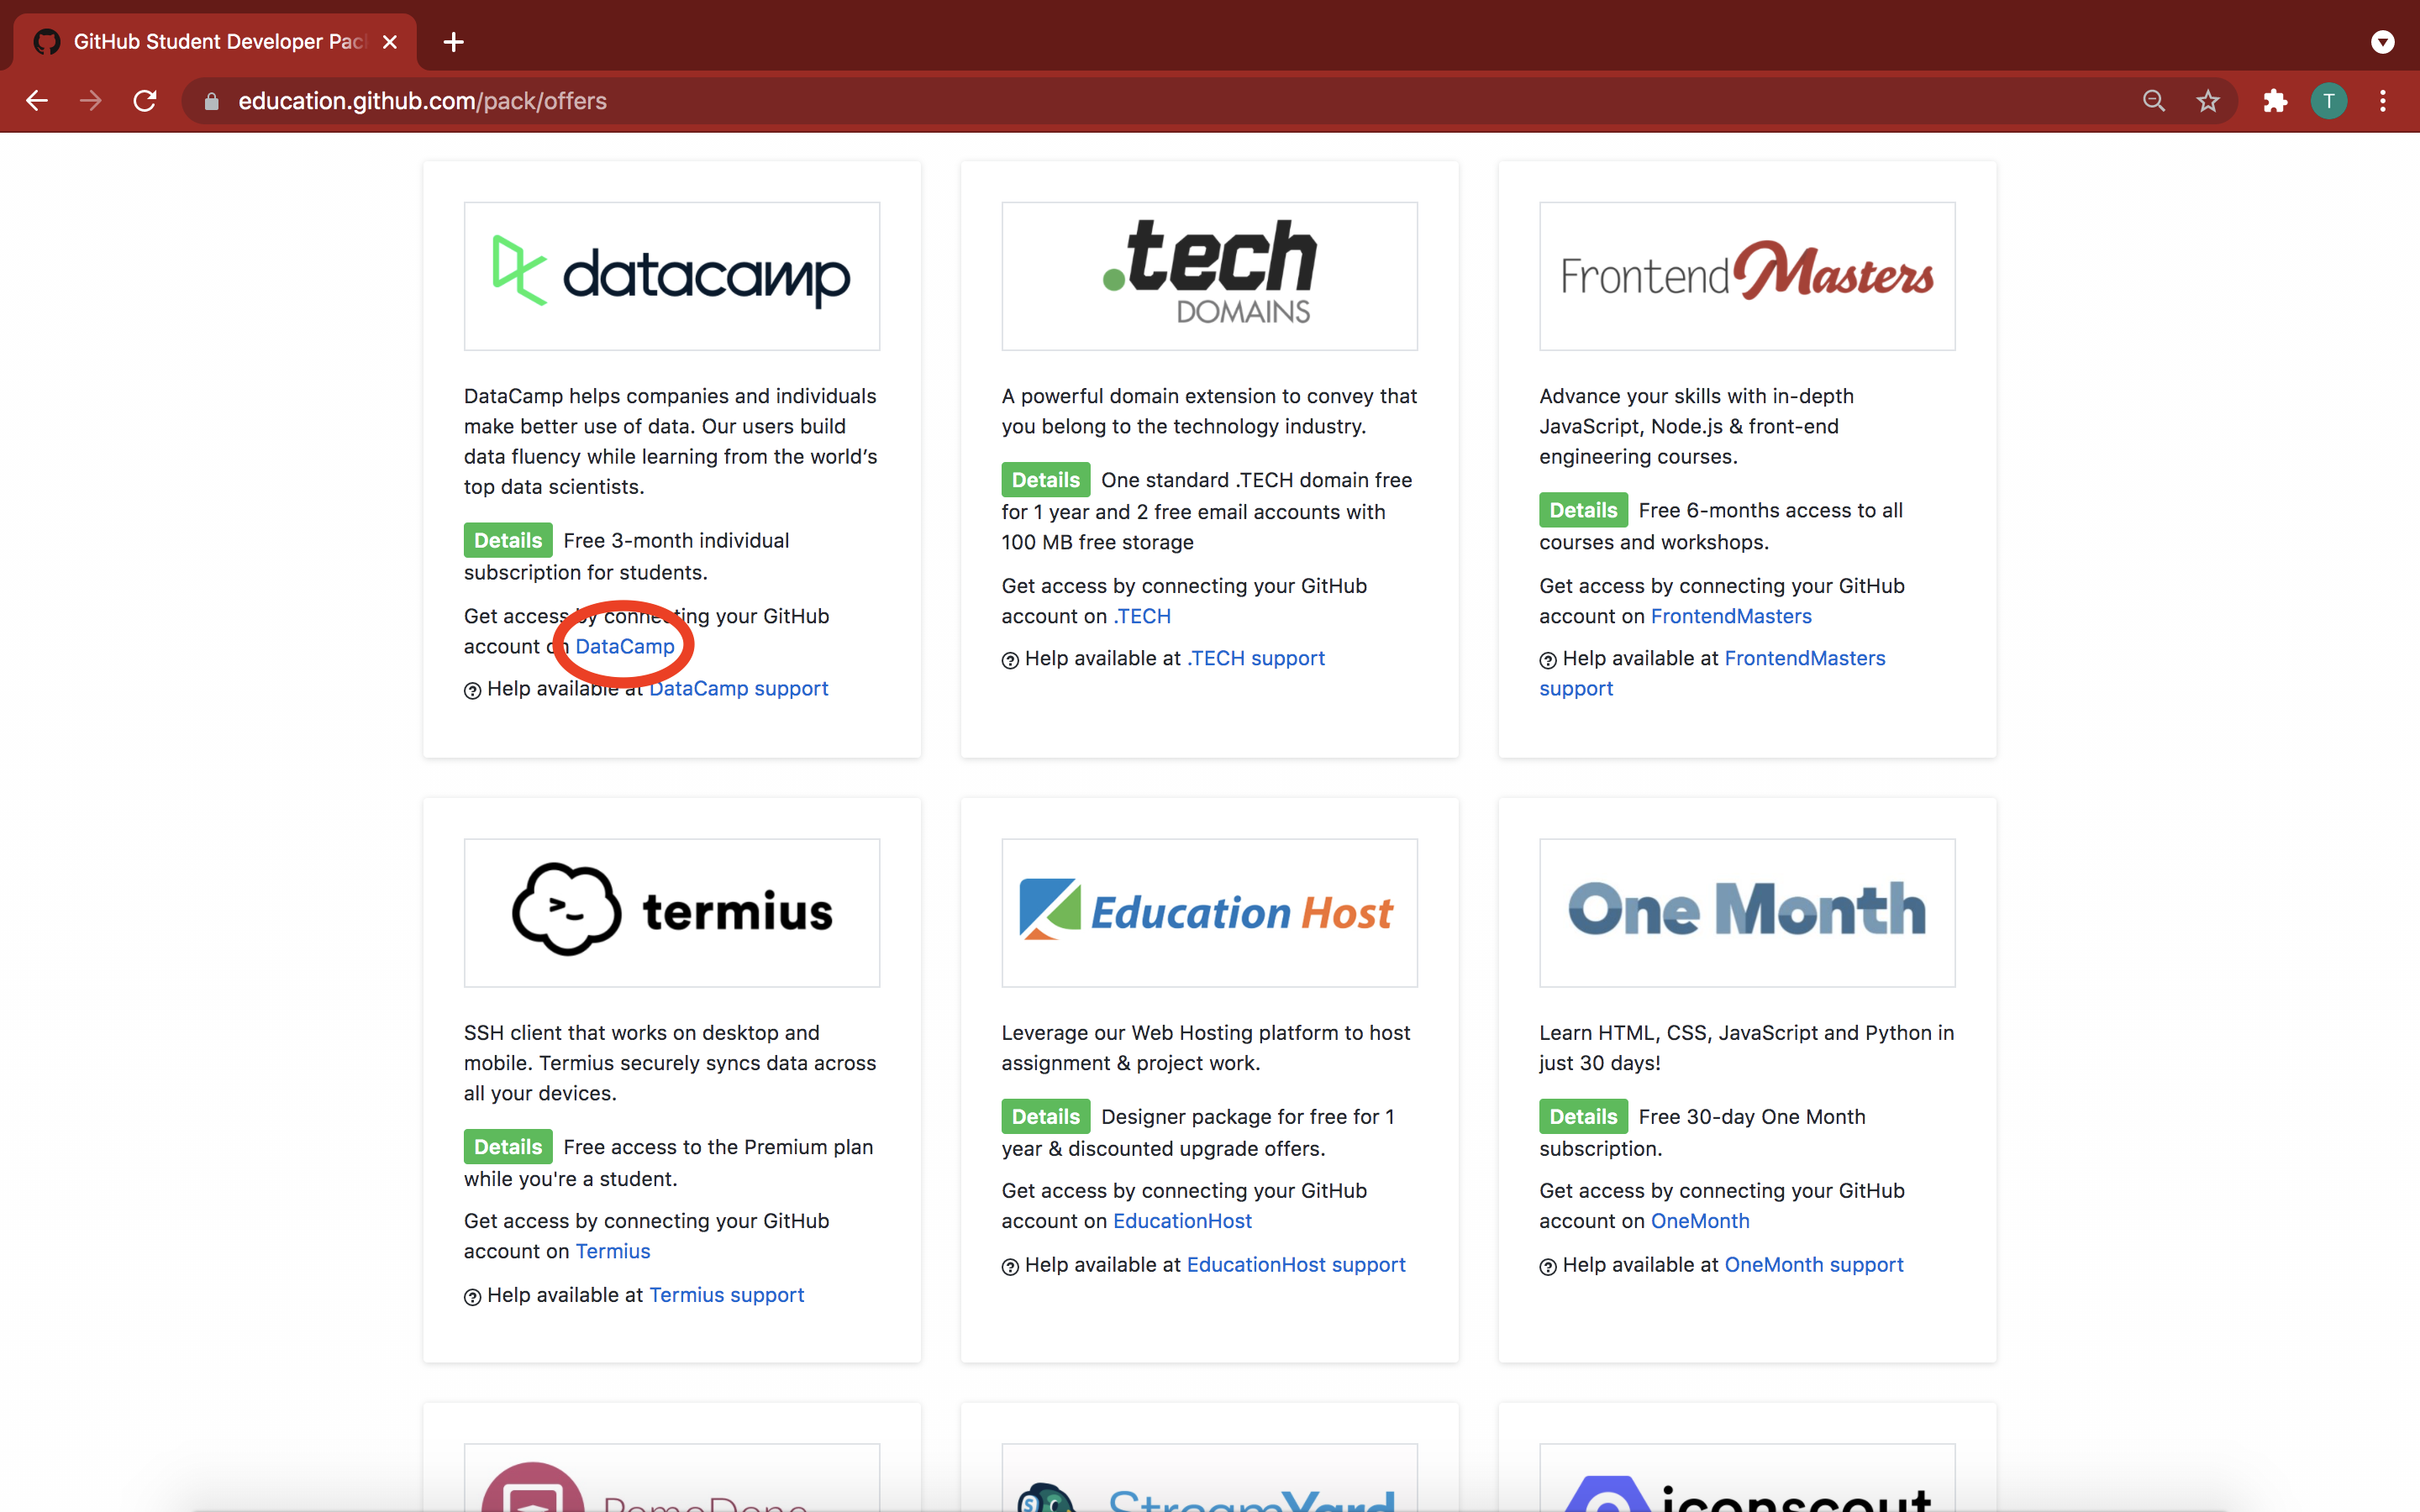 GitHub Student Developer Pac
education.github.com/pack/offers
T
datacamp
DataCamp helps companies and individuals
make better use of data. Our users build
data fluency while learning from the world's
top data scientists.
Details Free 3-month individual
subscription for students.
Get access by connecting your GitHub
account on DataCamp
Help available at DataCamp support
.tech
DOMAINS
A powerful domain extension to convey that
you belong to the technology industry.
Details One standard .TECH domain free
for 1 year and 2 free email accounts with
100 MB free storage
Get access by connecting your GitHub
account on .TECH
Help available at .TECH support
Frontend Masters
Advance your skills with in-depth
JavaScript, Node.js & front-end
engineering courses.
Details Free 6-months access to all
courses and workshops.
Get access by connecting your GitHub
account on FrontendMasters
Help available at FrontendMasters
support
termius
SSH client that works on desktop and
mobile. Termius securely syncs data across
all your devices.
Details Free access to the Premium plan
while you're a student.
Get access by connecting your GitHub
account on Termius
Help available at Termius support
Education Host
Leverage our Web Hosting platform to host
assignment & project work.
Details Designer package for free for 1
year & discounted upgrade offers.
Get access by connecting your GitHub
account on EducationHost
Help available at EducationHost support
One Month
Learn HTML, CSS, JavaScript and Python in
just 30 days!
Details Free 30-day One Month
subscription.
Get access by connecting your GitHub
account on OneMonth
Help available at OneMonth support
PomoDone
StreamYard
iconscout